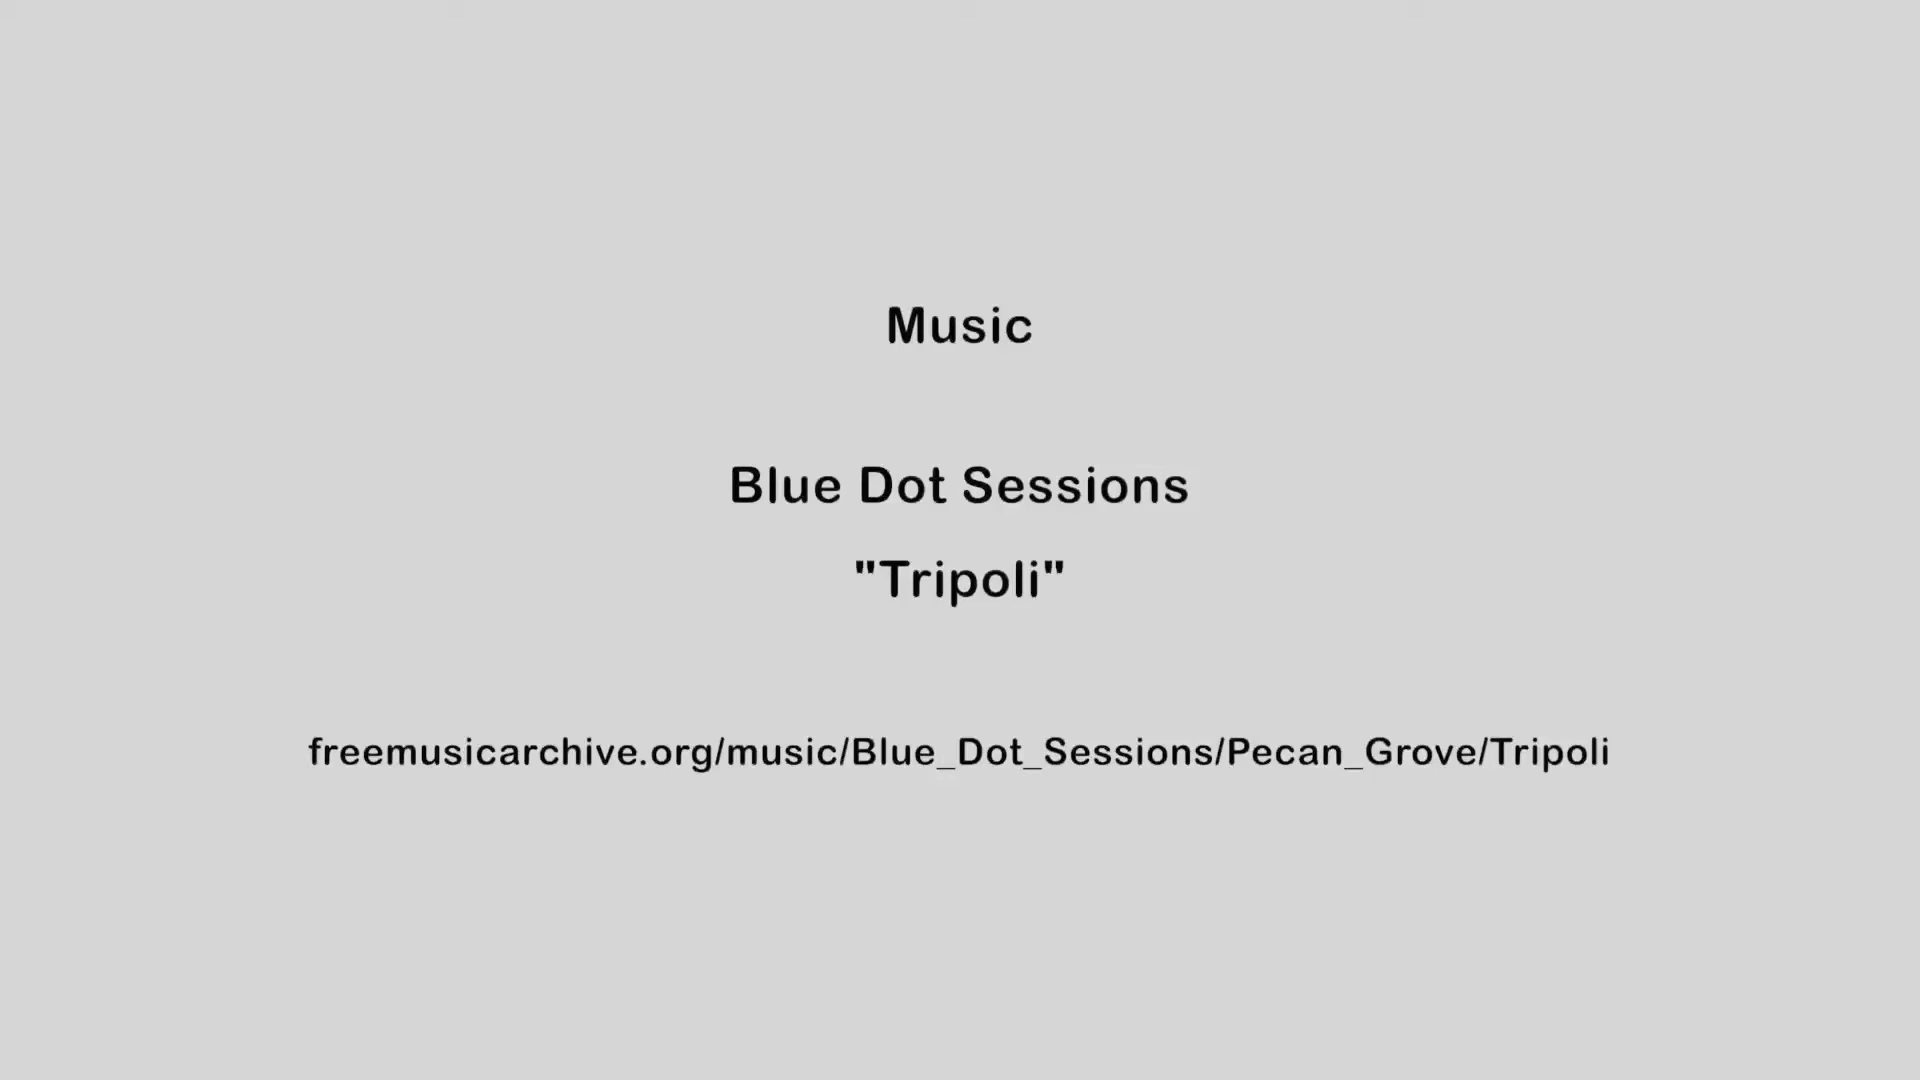 Music
Blue Dot Sessions
"Tripoli"
freemusicarchive.org/music/Blue_Dot_Sessions/Pecan_Grove/Tripoli